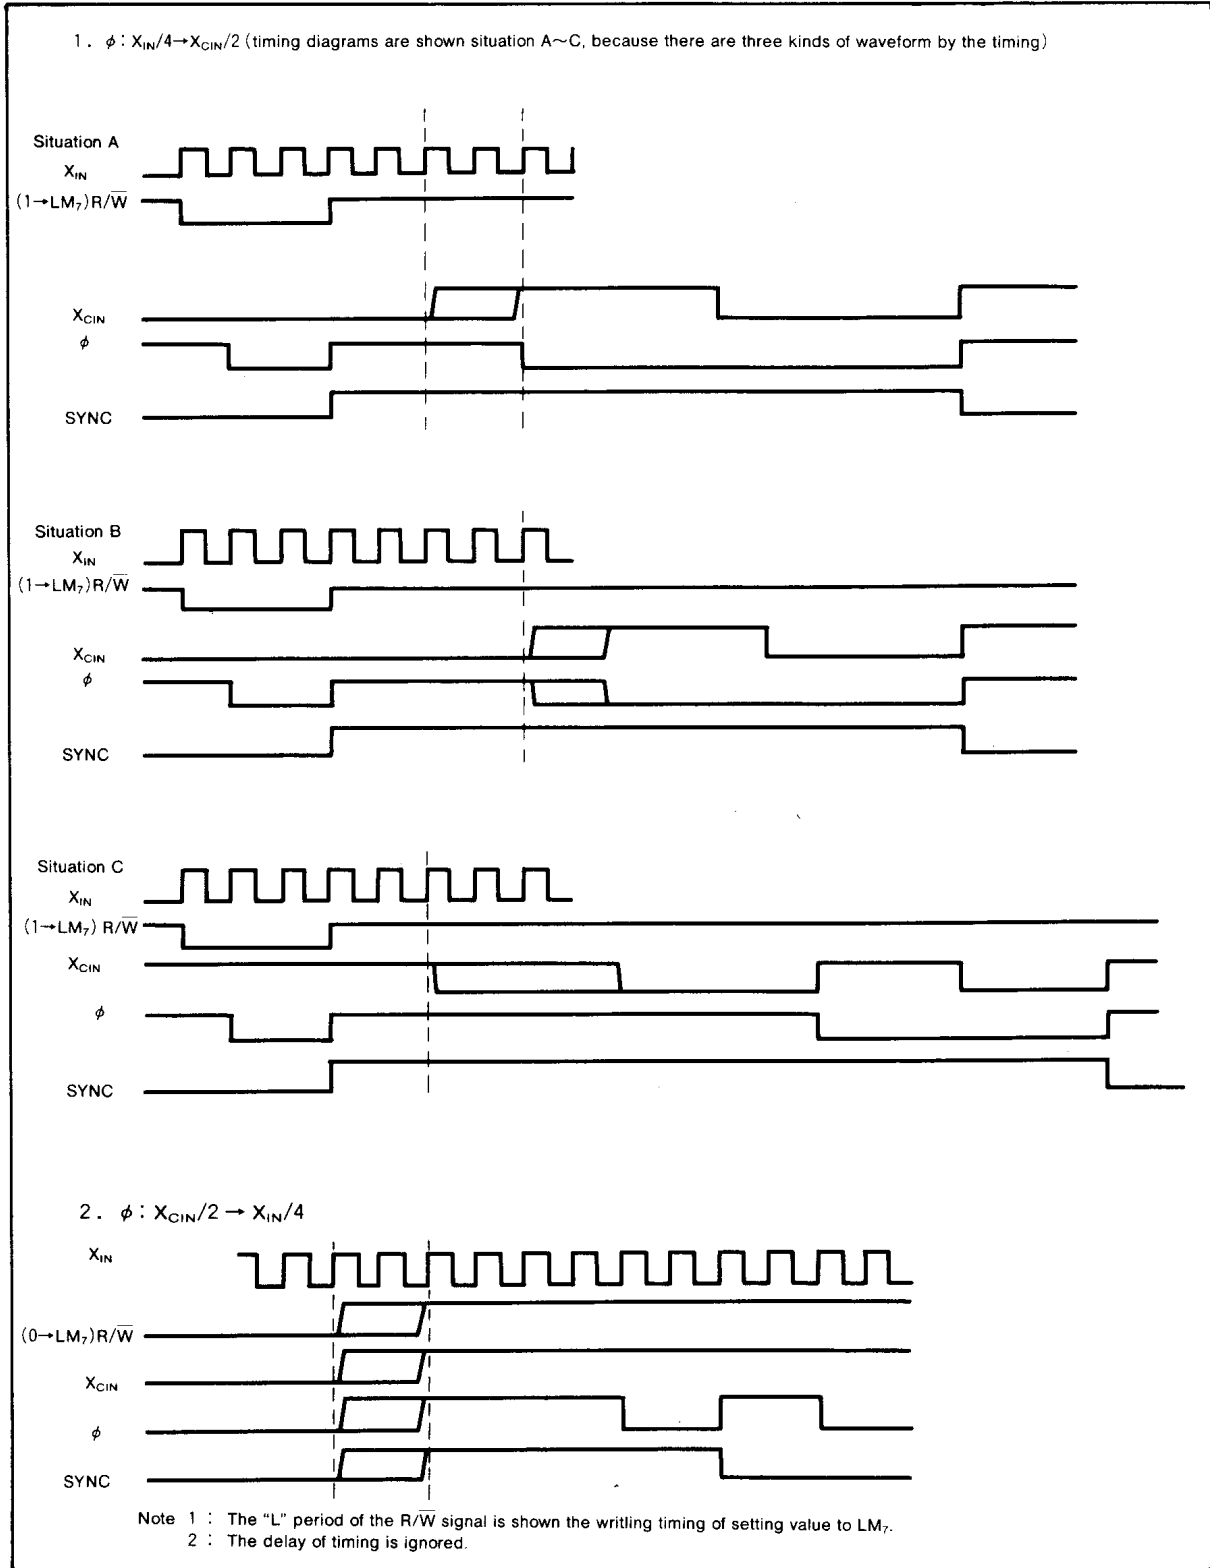 1. φ : X_IN/4→X_CIN/2 (timing diagrams are shown situation A~C, because there are three kinds of waveform by the timing)
Situation A
X_IN
(1→LM₇)R/W̅
X_CIN
φ
SYNC
Situation B
X_IN
(1→LM₇)R/W̅
X_CIN
φ
SYNC
Situation C
X_IN
(1→LM₇) R/W̅
X_CIN
φ
SYNC
2. φ : X_CIN/2 → X_IN/4
X_IN
(0→LM₇)R/W̅
X_CIN
φ
SYNC
Note 1 : The "L" period of the R/W̅ signal is shown the writling timing of setting value to LM₇.
2 : The delay of timing is ignored.